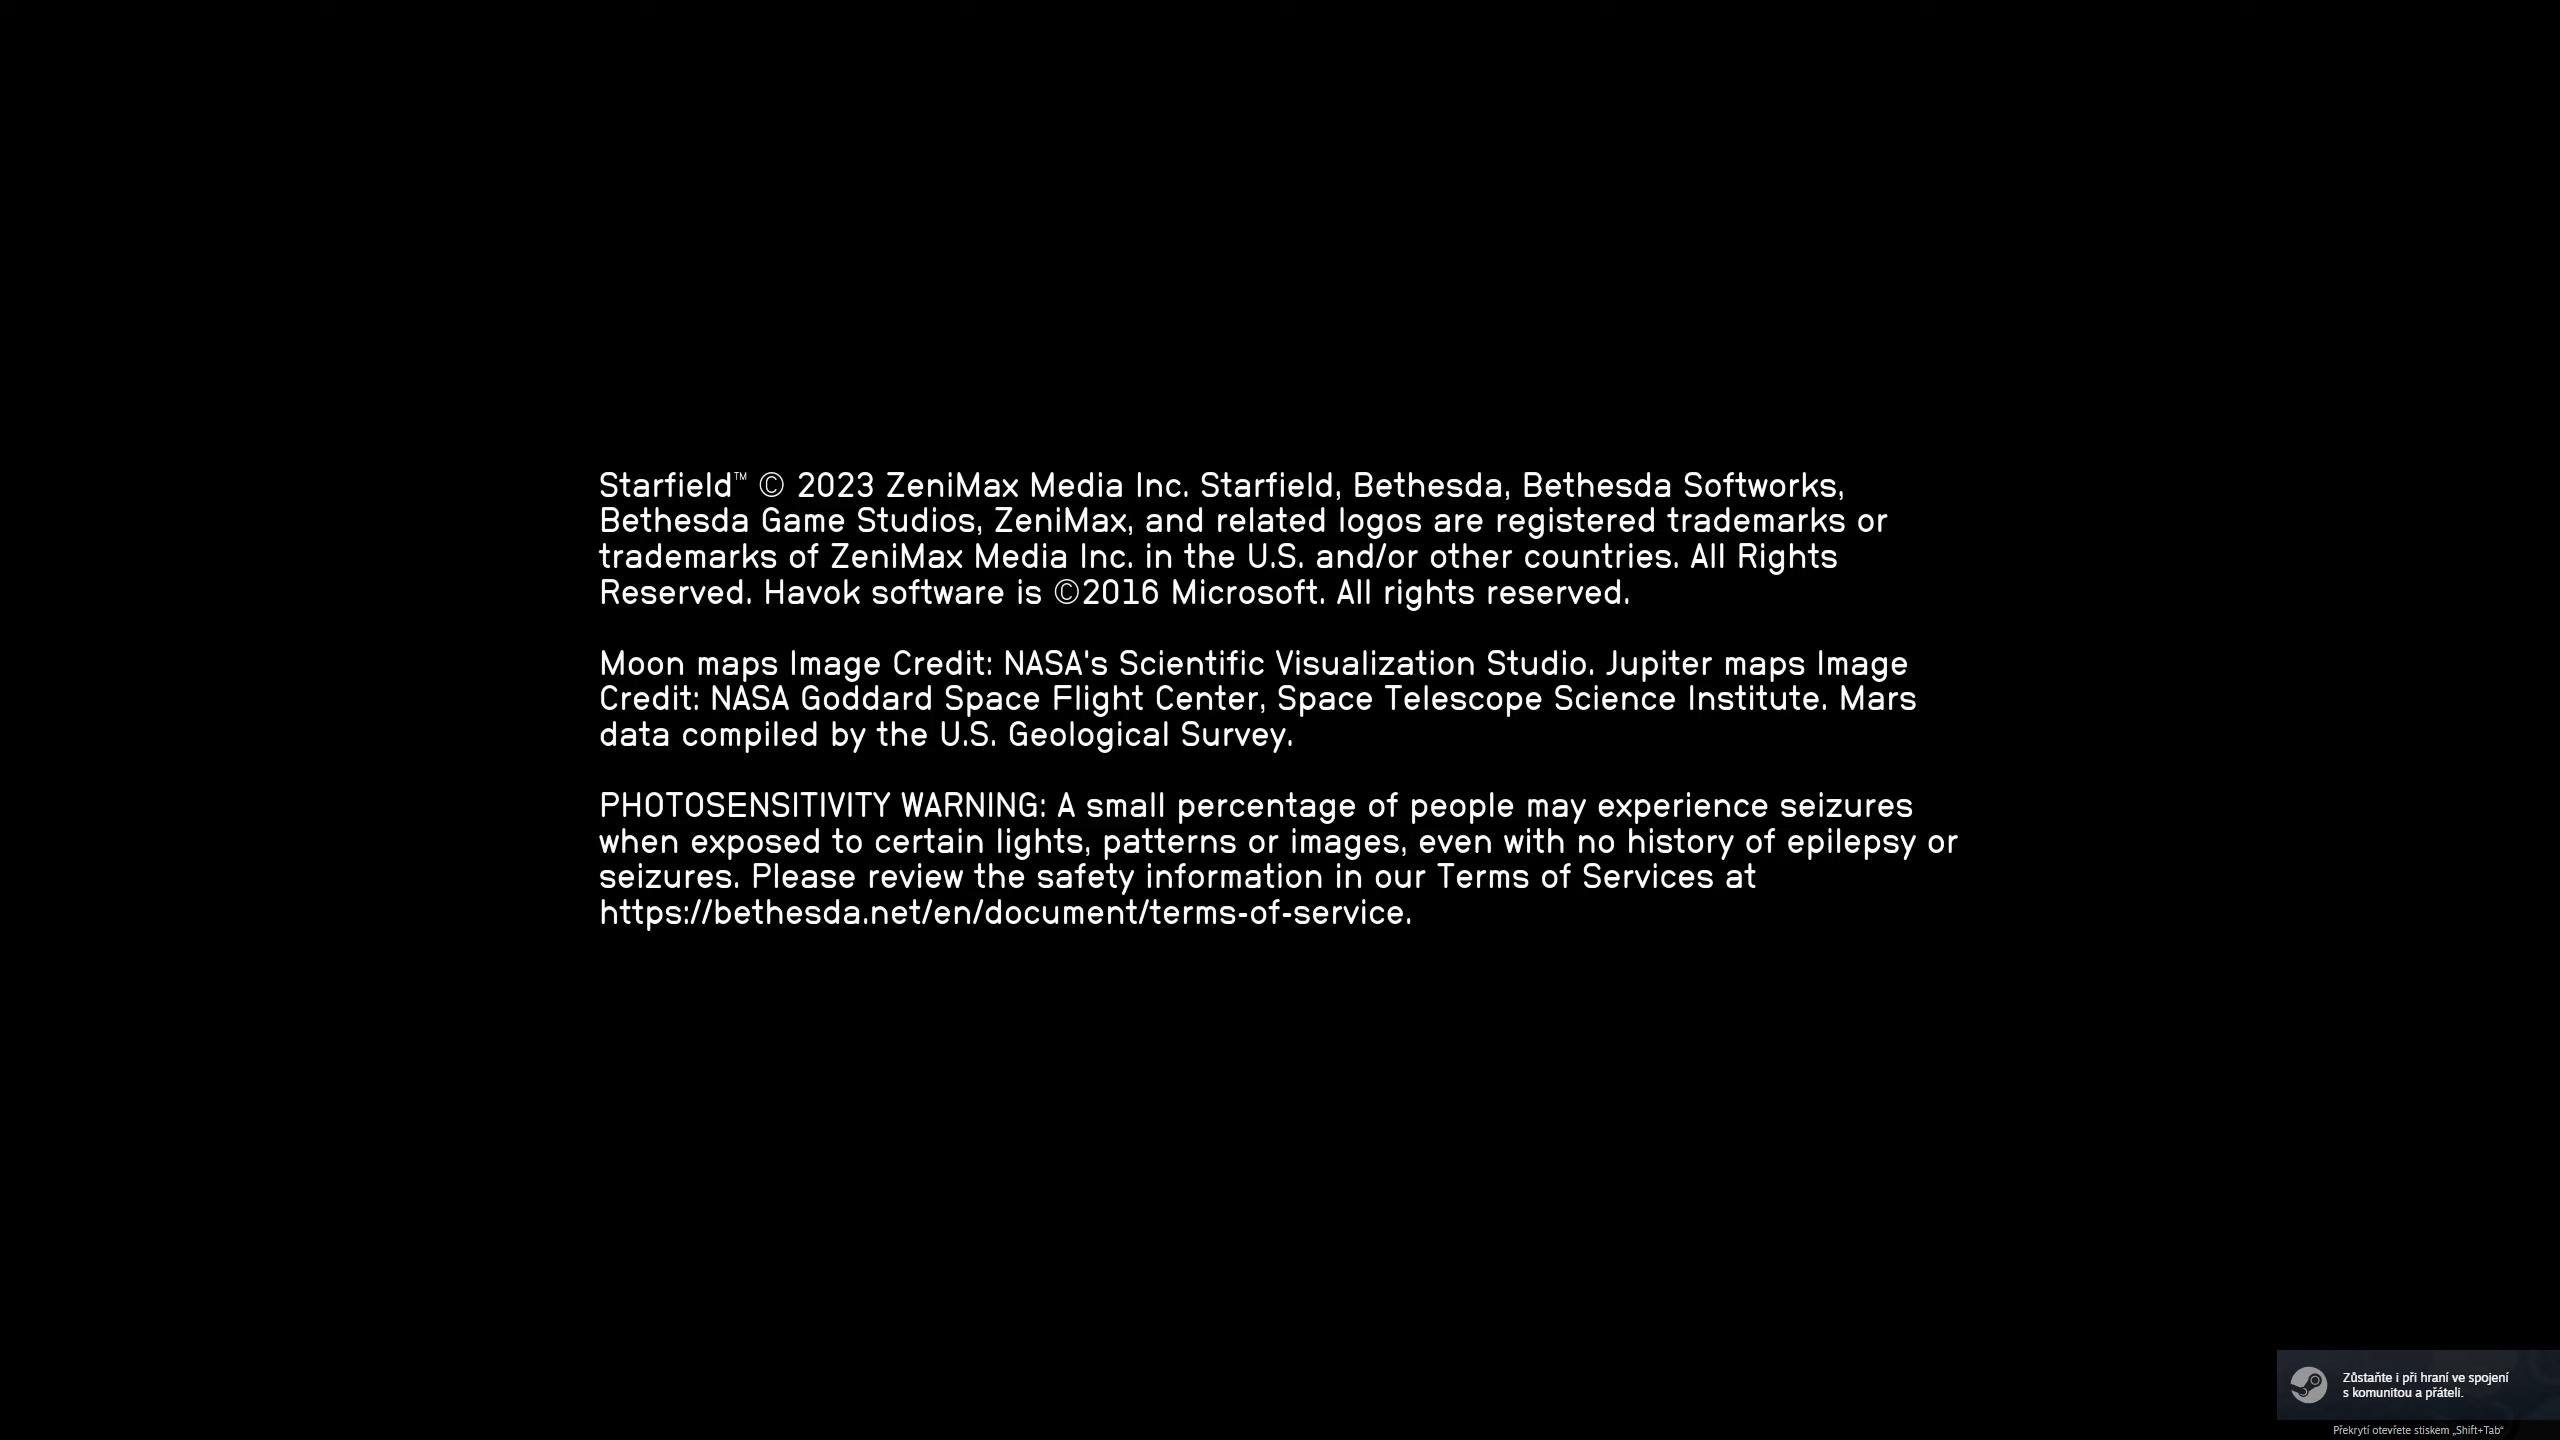 Starfield™ © 2023 ZeniMax Media Inc. Starfield, Bethesda, Bethesda Softworks,
Bethesda Game Studios, ZeniMax, and related logos are registered trademarks or
trademarks of ZeniMax Media Inc. in the U.S. and/or other countries. All Rights
Reserved. Havok software is ©2016 Microsoft. All rights reserved.
Moon maps Image Credit: NASA's Scientific Visualization Studio. Jupiter maps Image
Credit: NASA Goddard Space Flight Center, Space Telescope Science Institute. Mars
data compiled by the U.S. Geological Survey.
PHOTOSENSITIVITY WARNING: A small percentage of people may experience seizures
when exposed to certain lights, patterns or images, even with no history of epilepsy or
seizures. Please review the safety information in our Terms of Services at
https://bethesda.net/en/document/terms-of-service.
Zůstaňte i při hraní ve spojení
s komunitou a přáteli.
Překrytí otevřete stiskem „Shift+Tab“